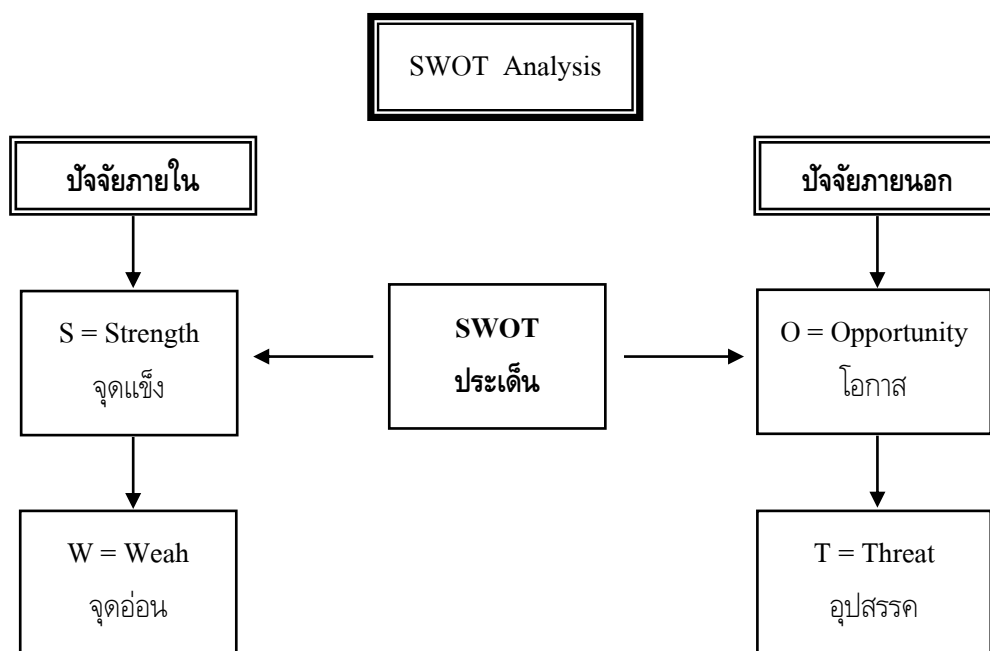 SWOT Analysis
ปัจจัยภายใน
ปัจจัยภายนอก
S = Strength
จุดแข็ง
SWOT
ประเด็น
O = Opportunity
โอกาส
W = Weah
จุดอ่อน
T = Threat
อุปสรรค